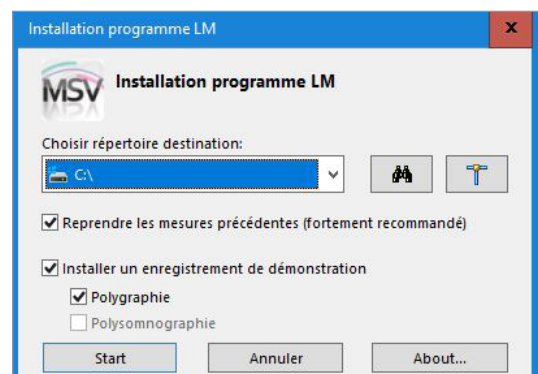 Installation programme LM
x
MSV Installation programme LM
Choisir répertoire destination:
C:\
Reprendre les mesures précédentes (fortement recommandé)
Installer un enregistrement de démonstration
Polygraphie
Polysomnographie
Start Annuler About...